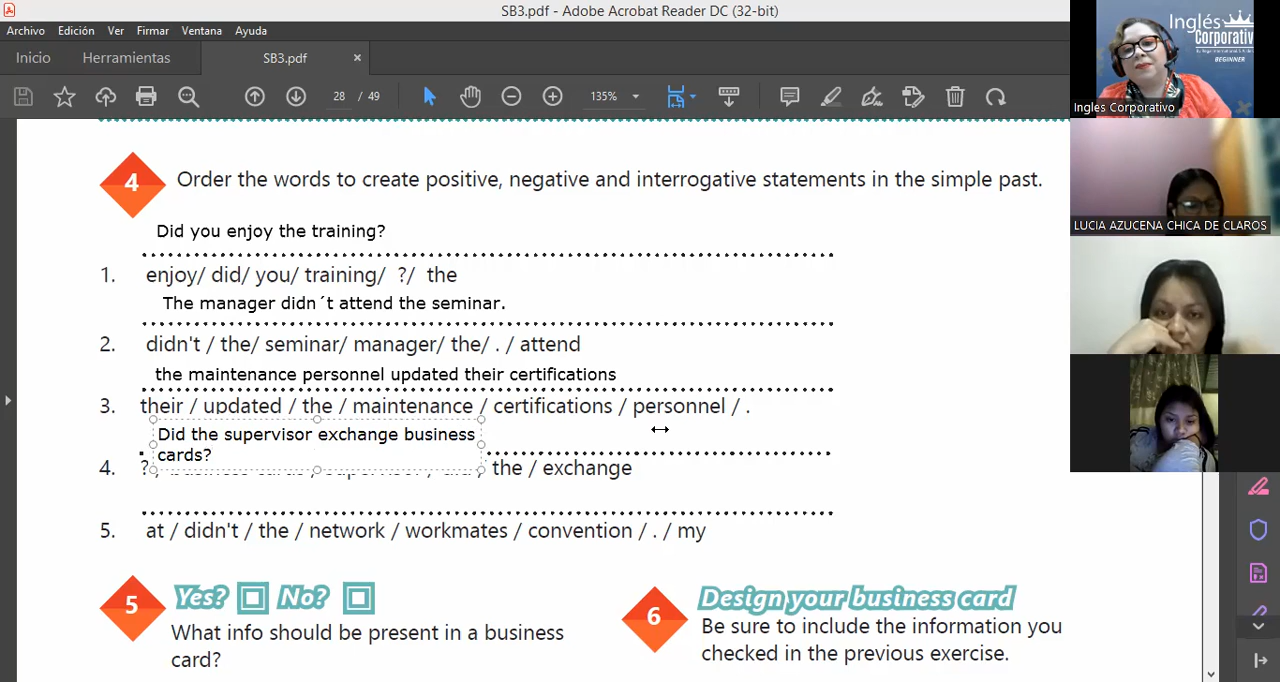 SB3.pdf - Adobe Acrobat Reader DC (32-bit)
Archivo Edición Ver Firmar Ventana Ayuda
Inicio Herramientas SB3.pdf ×
28 / 49 135%
Inglés
Corporativo
BEGINNER
Ingles Corporativo
LUCIA AZUCENA CHICA DE CLAROS
4 Order the words to create positive, negative and interrogative statements in the simple past.
Did you enjoy the training?
1. enjoy/ did/ you/ training/ ?/ the
The manager didn´t attend the seminar.
2. didn't / the/ seminar/ manager/ the/ . / attend
the maintenance personnel updated their certifications
3. their / updated / the / maintenance / certifications / personnel / .
Did the supervisor exchange business
cards?
4. ? the / exchange
5. at / didn't / the / network / workmates / convention / . / my
5 Yes? No?
What info should be present in a business
card?
6 Design your business card
Be sure to include the information you
checked in the previous exercise.